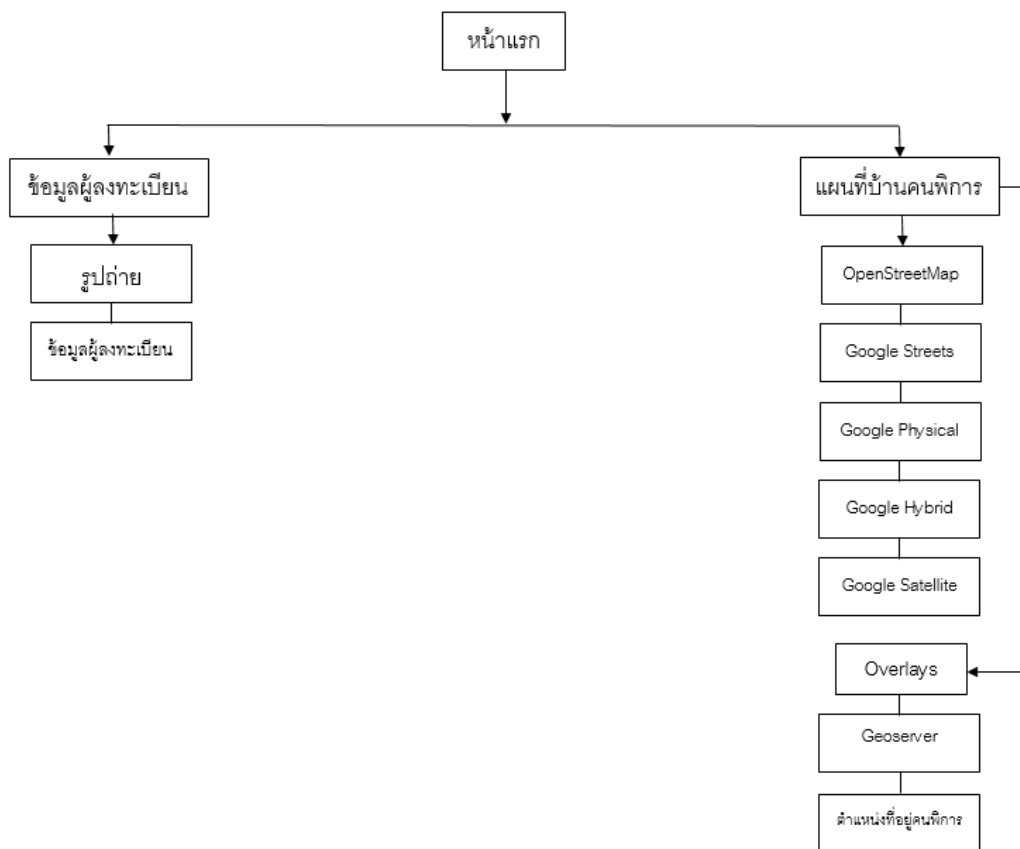 หน้าแรก
ข้อมูลผู้ลงทะเบียน
แผนที่บ้านคนพิการ
รูปถ่าย
ข้อมูลผู้ลงทะเบียน
OpenStreetMap
Google Streets
Google Physical
Google Hybrid
Google Satellite
Overlays
Geoserver
ตำแหน่งที่อยู่คนพิการ